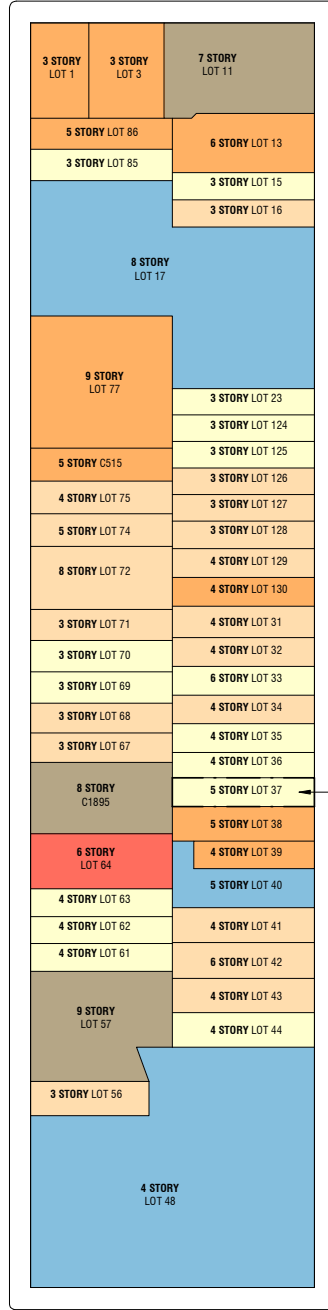 3 STORY
LOT 1
3 STORY
LOT 3
7 STORY
LOT 11
5 STORY LOT 86
6 STORY LOT 13
3 STORY LOT 85
3 STORY LOT 15
3 STORY LOT 16
8 STORY
LOT 17
9 STORY
LOT 77
3 STORY LOT 23
3 STORY LOT 124
3 STORY LOT 125
5 STORY C515
3 STORY LOT 126
4 STORY LOT 75
3 STORY LOT 127
5 STORY LOT 74
3 STORY LOT 128
4 STORY LOT 129
8 STORY LOT 72
4 STORY LOT 130
4 STORY LOT 31
3 STORY LOT 71
4 STORY LOT 32
3 STORY LOT 70
6 STORY LOT 33
3 STORY LOT 69
4 STORY LOT 34
3 STORY LOT 68
4 STORY LOT 35
3 STORY LOT 67
4 STORY LOT 36
8 STORY
C1895
5 STORY LOT 37
5 STORY LOT 38
6 STORY
LOT 64
4 STORY LOT 39
5 STORY LOT 40
4 STORY LOT 63
4 STORY LOT 62
4 STORY LOT 41
4 STORY LOT 61
6 STORY LOT 42
4 STORY LOT 43
9 STORY
LOT 57
4 STORY LOT 44
3 STORY LOT 56
4 STORY
LOT 48